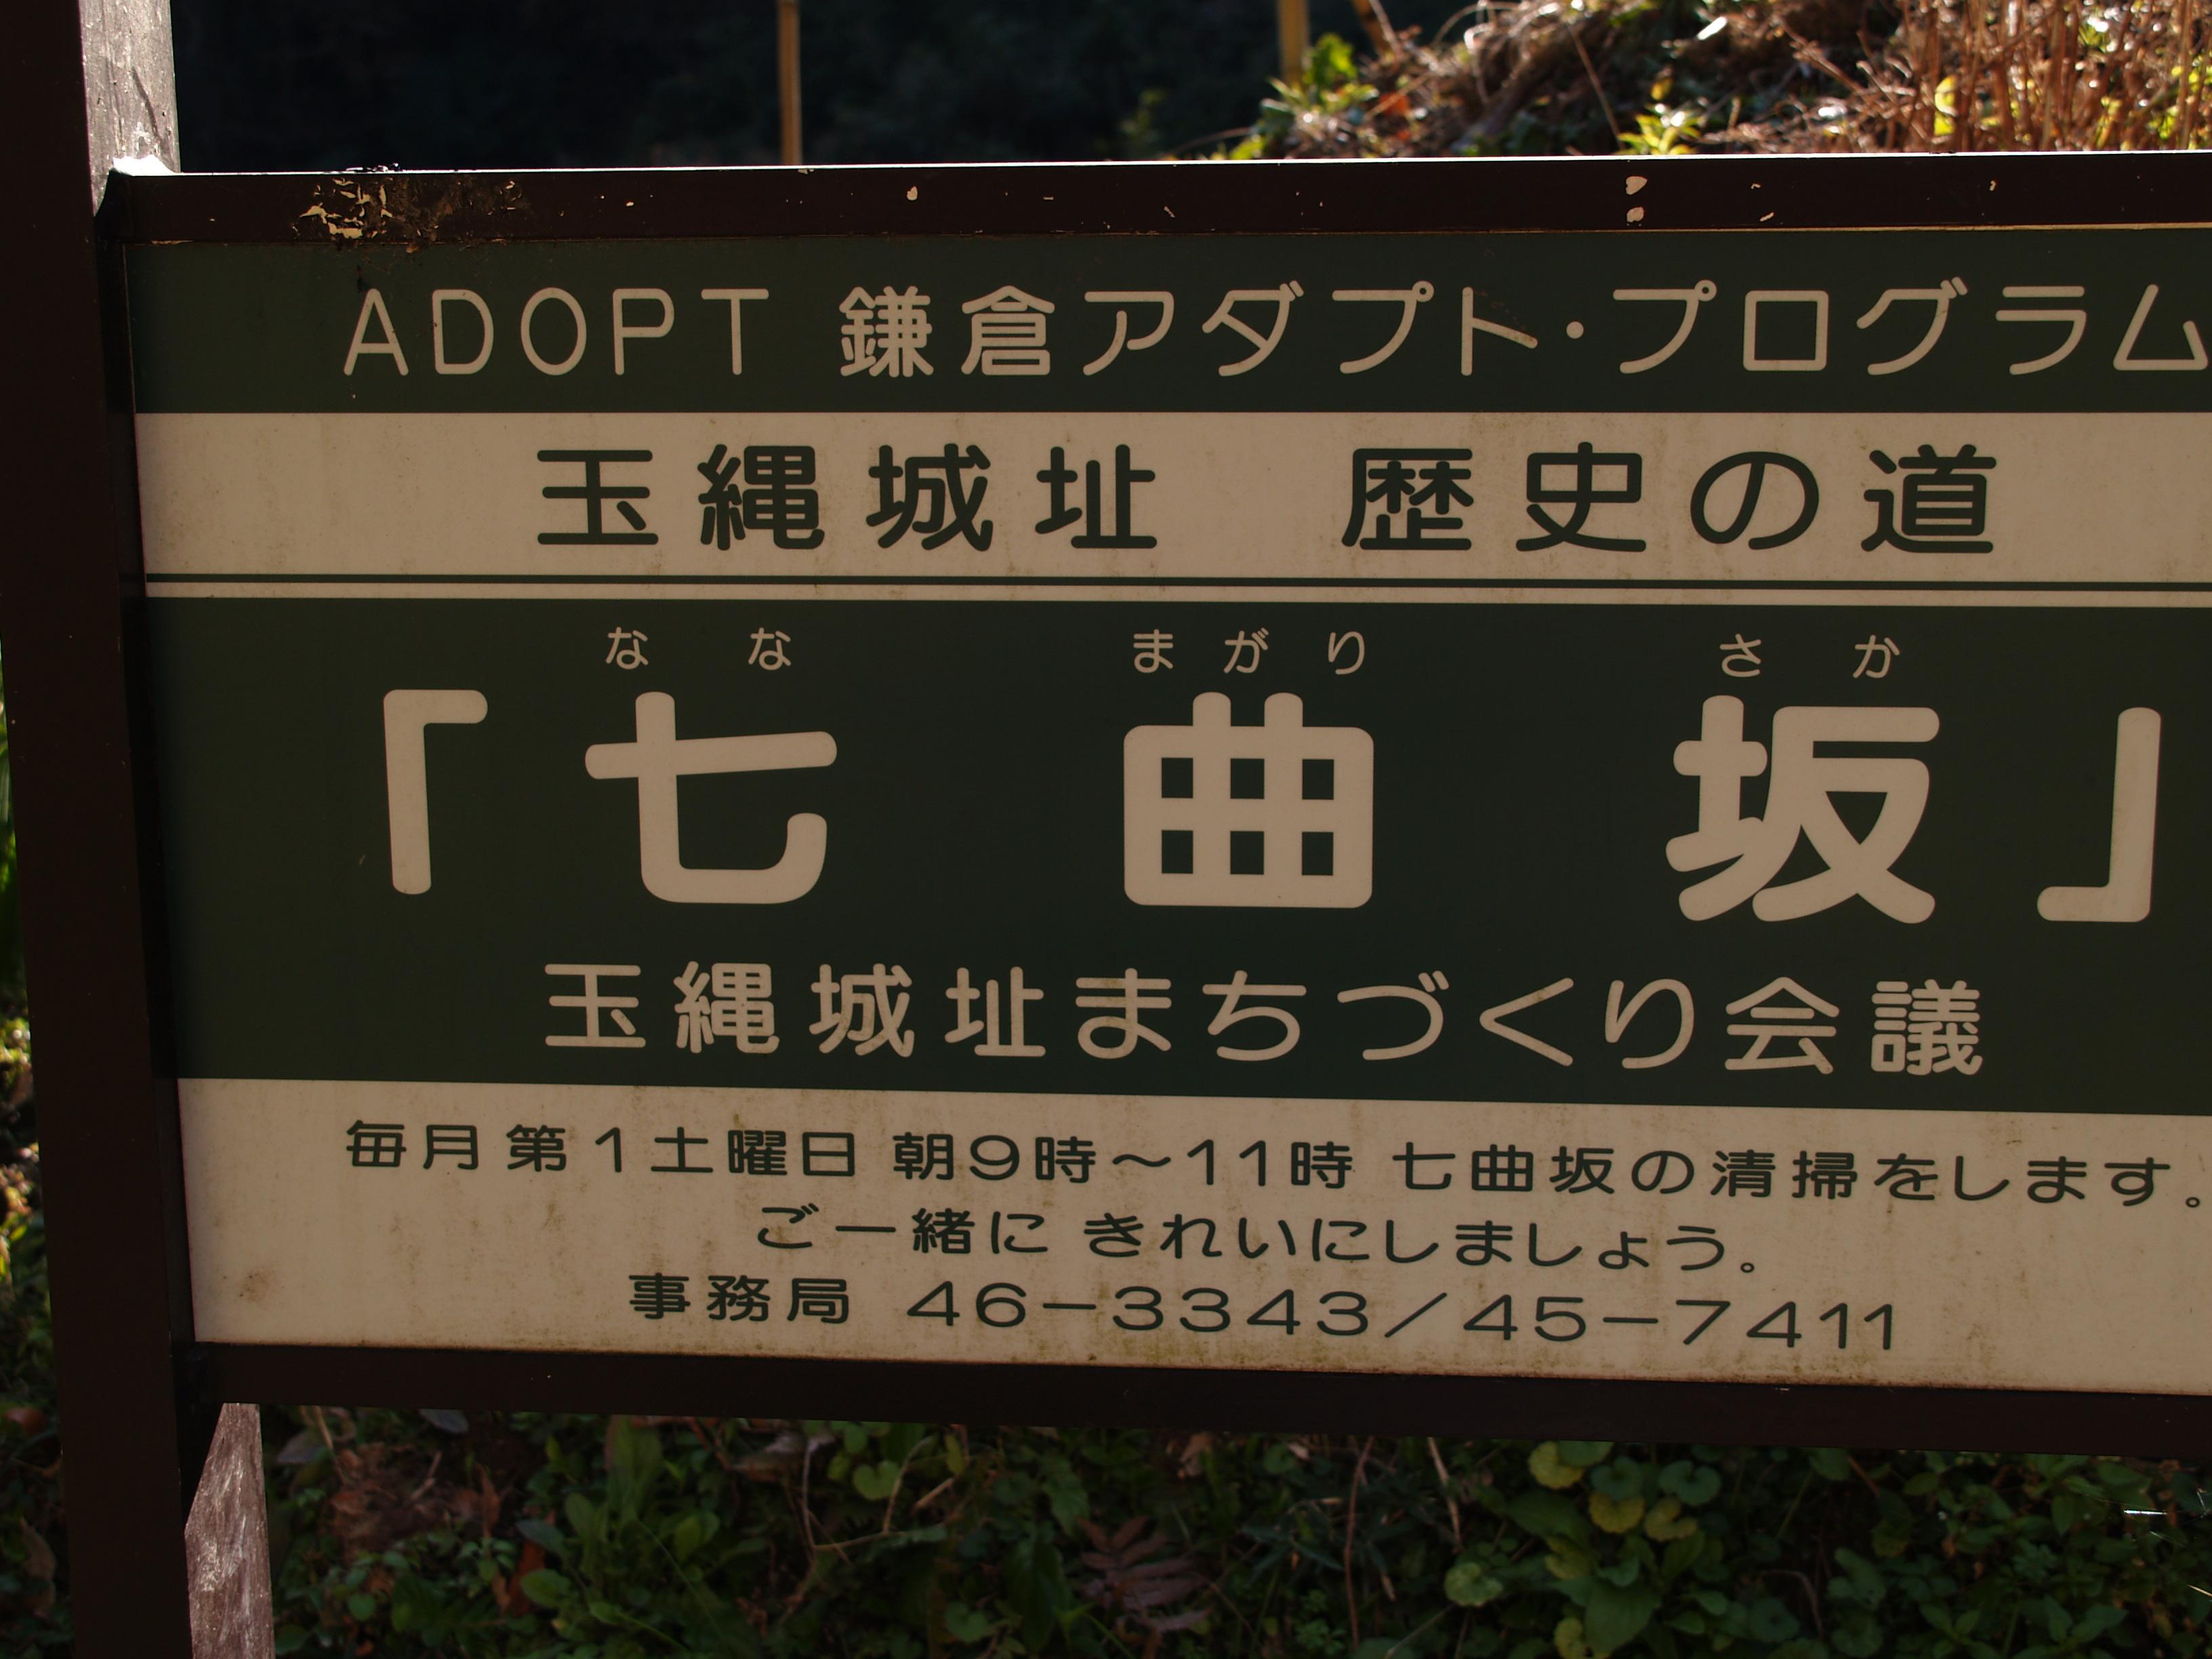 ADOPT 鎌倉アダプト・プログラム
玉縄城址 歴史の道
なな まがり さか
「七曲坂」
玉縄城址まちづくり会議
毎月第1土曜日 朝9時～11時 七曲坂の清掃をします。
ご一緒に きれいにしましょう。
事務局 46－3343／45－7411